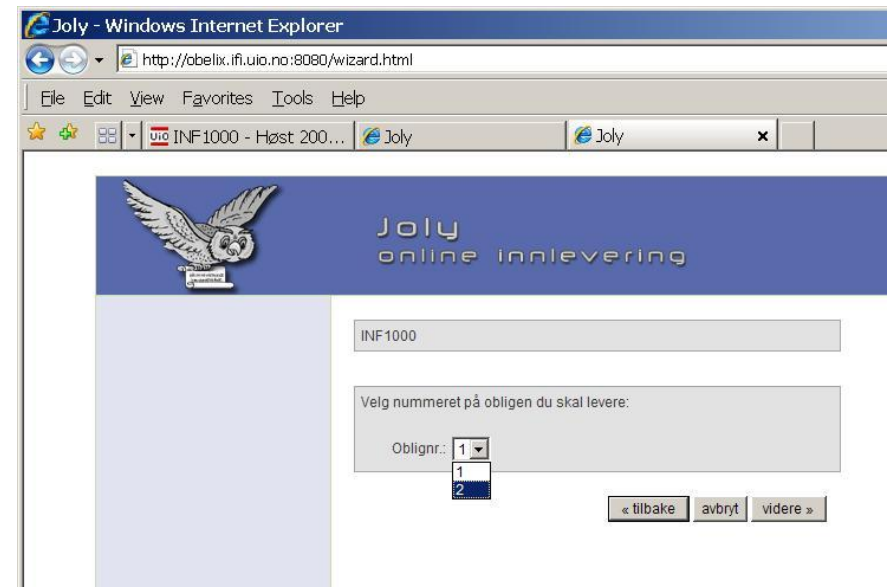 Joly - Windows Internet Explorer
http://obelix.ifi.uio.no:8080/wizard.html
File Edit View Favorites Tools Help
uio INF1000 - Høst 200... Joly Joly x
Joly
online innlevering
INF1000
Velg nummeret på obligen du skal levere:
Oblignr.: 1
1
2
« tilbake avbryt videre »